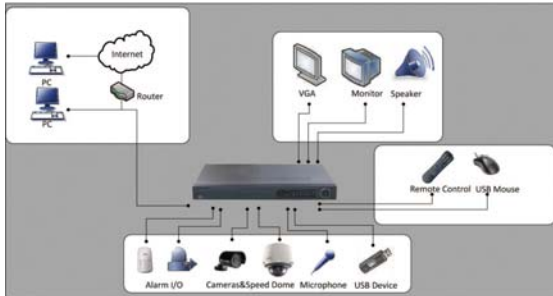 Internet
PC
Router
PC
VGA
Monitor
Speaker
Remote Control
USB Mouse
Alarm I/O
Cameras&Speed Dome
Microphone
USB Device